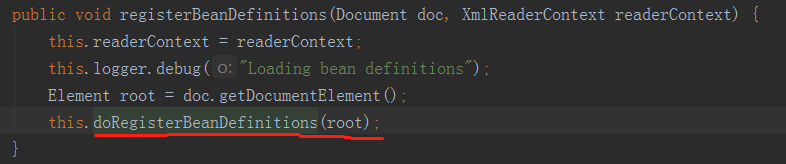 public void registerBeanDefinitions(Document doc, XmlReaderContext readerContext) {
this.readerContext = readerContext;
this.logger.debug( o: "Loading bean definitions");
Element root = doc.getDocumentElement();
this.doRegisterBeanDefinitions(root);
}